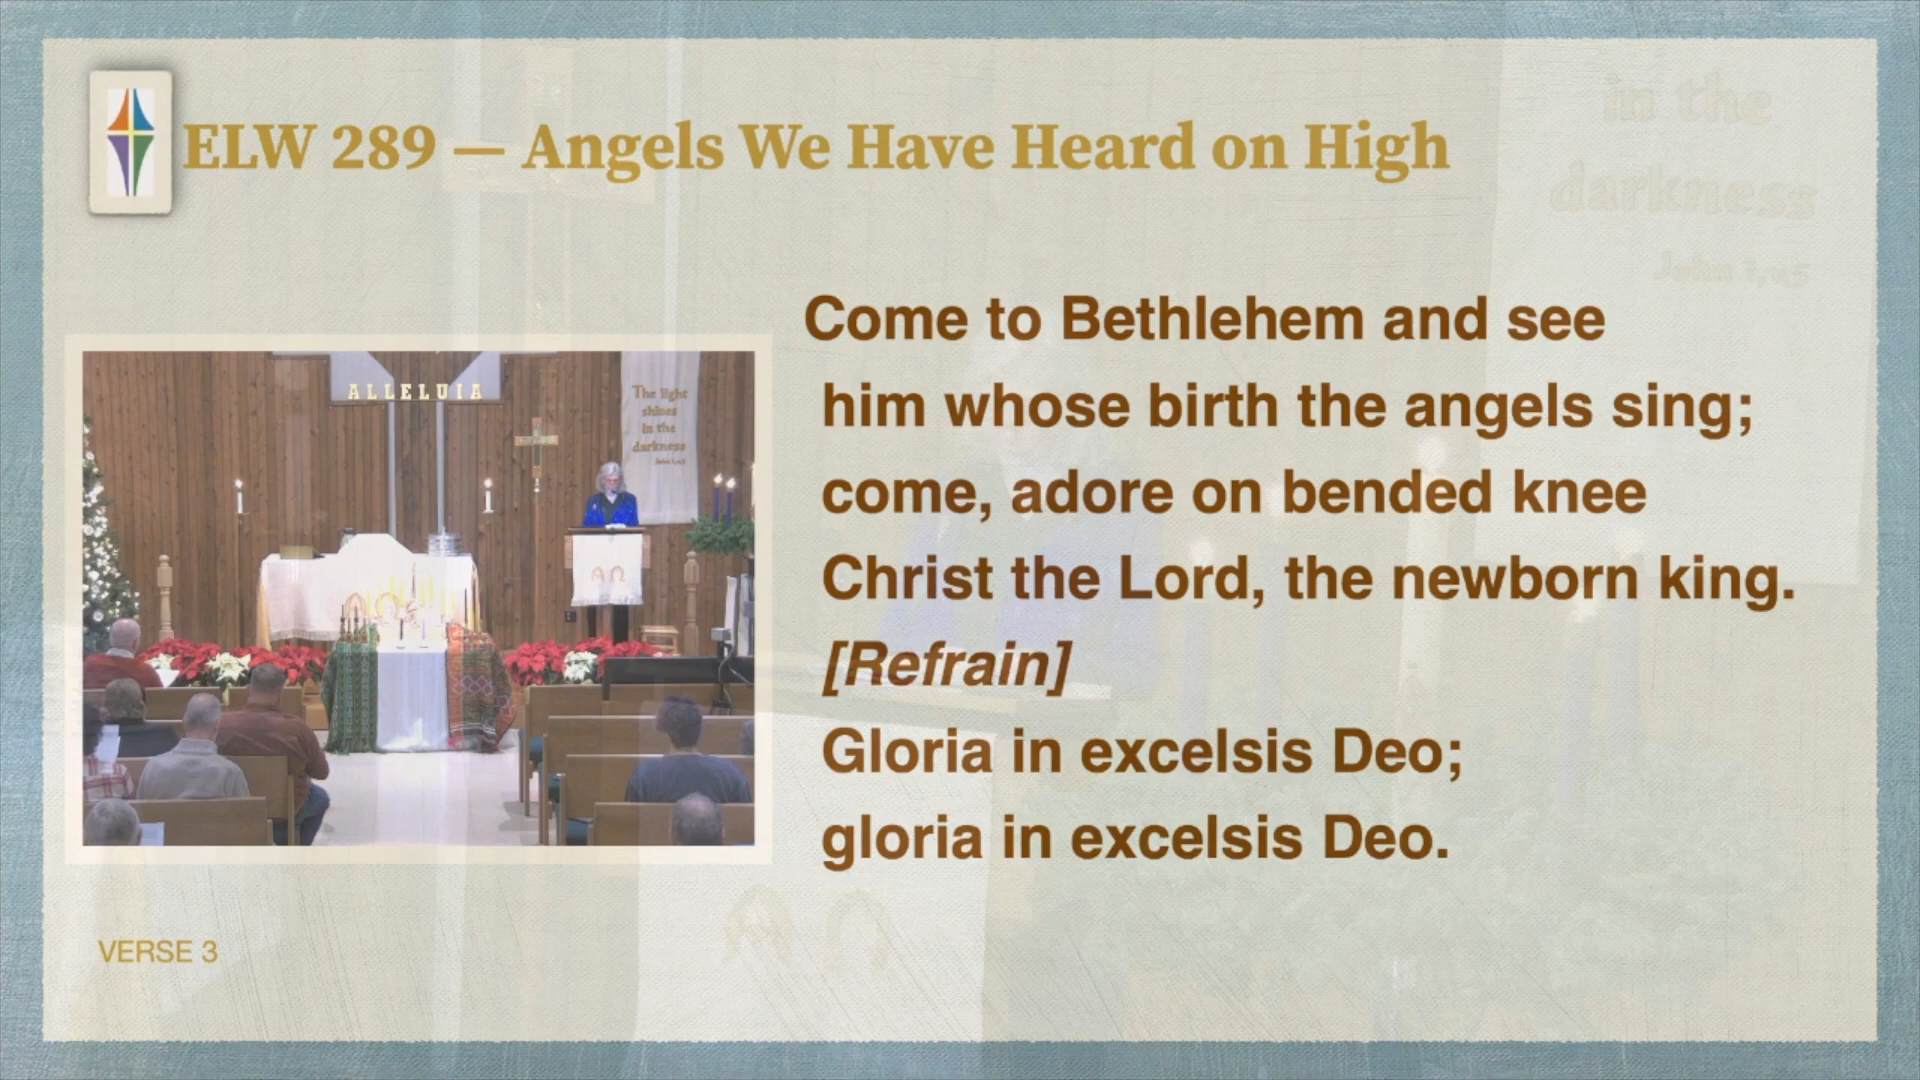 in the
darkness
ELW 289 — Angels We Have Heard on High
Come to Bethlehem and see
him whose birth the angels sing;
come, adore on bended knee
Christ the Lord, the newborn king.
[Refrain]
Gloria in excelsis Deo;
gloria in excelsis Deo.
ALLELUIA
The light
shines
in the
darkness
VERSE 3